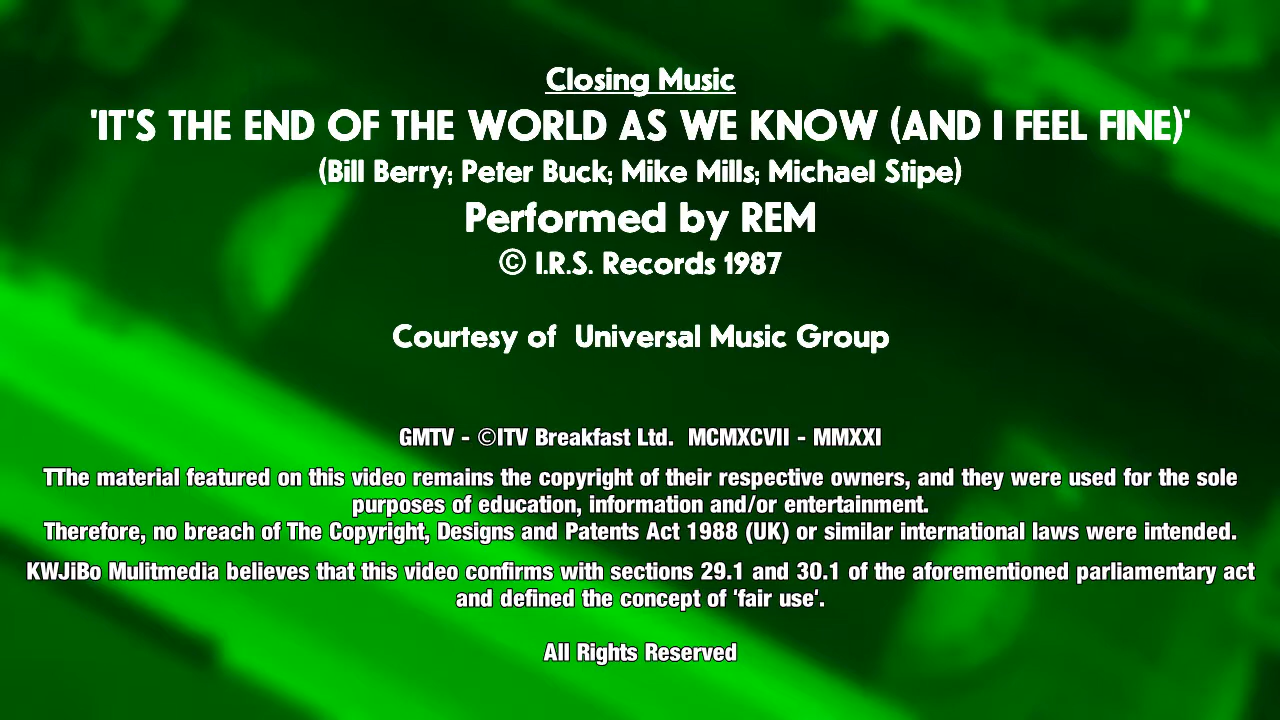 Closing Music
'IT'S THE END OF THE WORLD AS WE KNOW (AND I FEEL FINE)'
(Bill Berry; Peter Buck; Mike Mills; Michael Stipe)
Performed by REM
© I.R.S. Records 1987
Courtesy of  Universal Music Group
GMTV - ©ITV Breakfast Ltd.  MCMXCVII - MMXXI
TThe material featured on this video remains the copyright of their respective owners, and they were used for the sole
purposes of education, information and/or entertainment.
Therefore, no breach of The Copyright, Designs and Patents Act 1988 (UK) or similar international laws were intended.
KWJiBo Mulitmedia believes that this video confirms with sections 29.1 and 30.1 of the aforementioned parliamentary act
and defined the concept of 'fair use'.
All Rights Reserved